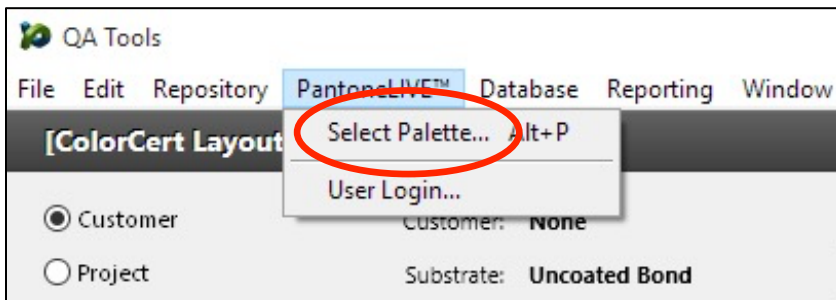 QA Tools
File Edit Repository PantoneLIVE™ Database Reporting Window
[ColorCert Layout
Select Palette... Alt+P
User Login...
Customer Customer: None
Project Substrate: Uncoated Bond